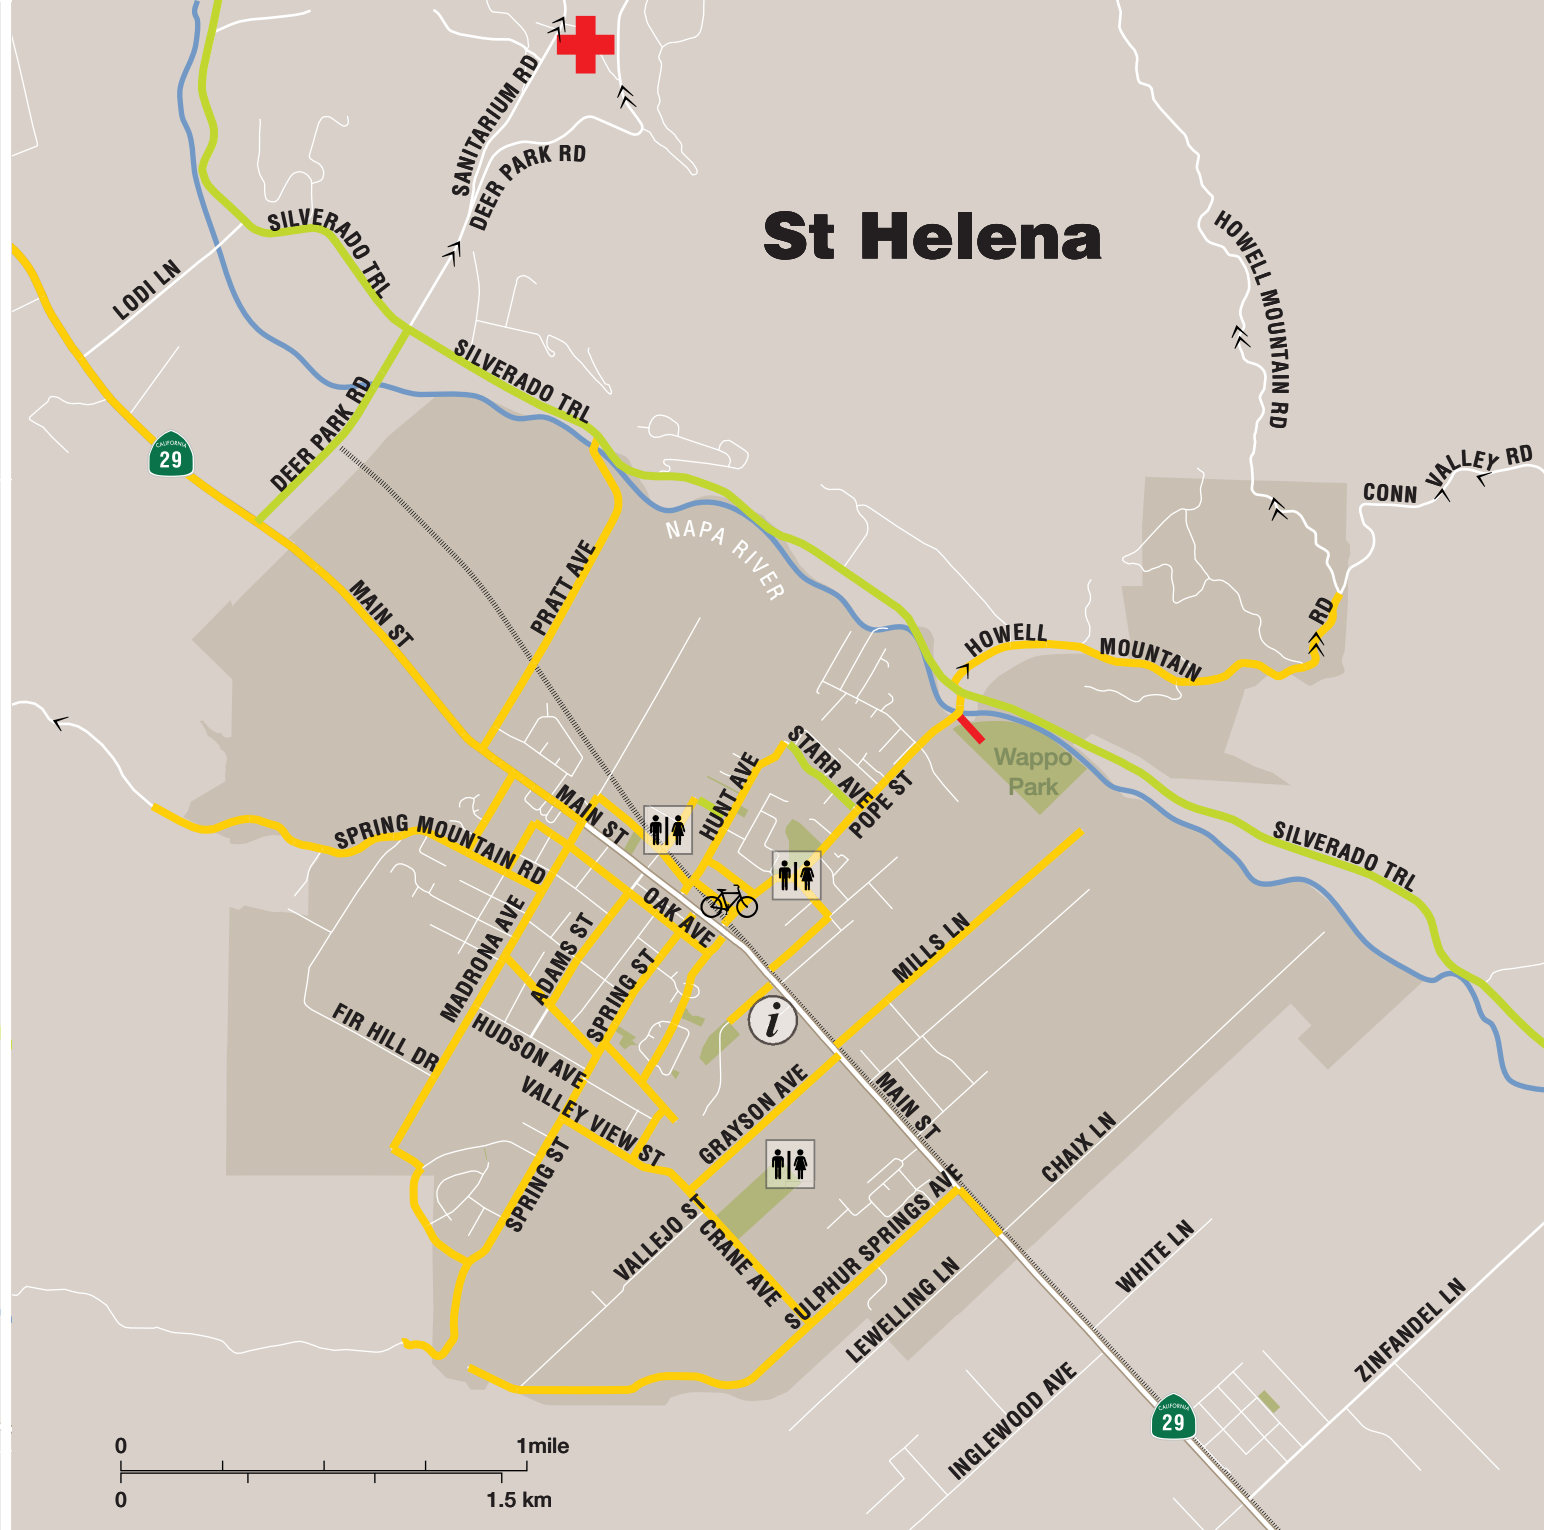 SANITARIUM RD
DEER PARK RD
St Helena
SILVERADO TRL
LODI LN
HOWELL MOUNTAIN RD
SILVERADO TRL
DEER PARK RD
CALIFORNIA
29
CONN VALLEY RD
NAPA RIVER
PRATT AVE
MAIN ST
HOWELL MOUNTAIN RD
STARR AVE
HUNT AVE
POPE ST
Wappo
Park
MAIN ST
SPRING MOUNTAIN RD
SILVERADO TRL
OAK AVE
MADRONA AVE
ADAMS ST
SPRING ST
MILLS LN
i
FIR HILL DR
HUDSON AVE
VALLEY VIEW ST
GRAYSON AVE
MAIN ST
CHAIX LN
SPRING ST
VALLEJO ST
CRANE AVE
SULPHUR SPRINGS AVE
LEWELLING LN
WHITE LN
ZINFANDEL LN
INGLEWOOD AVE
CALIFORNIA
29
0
1mile
0
1.5 km